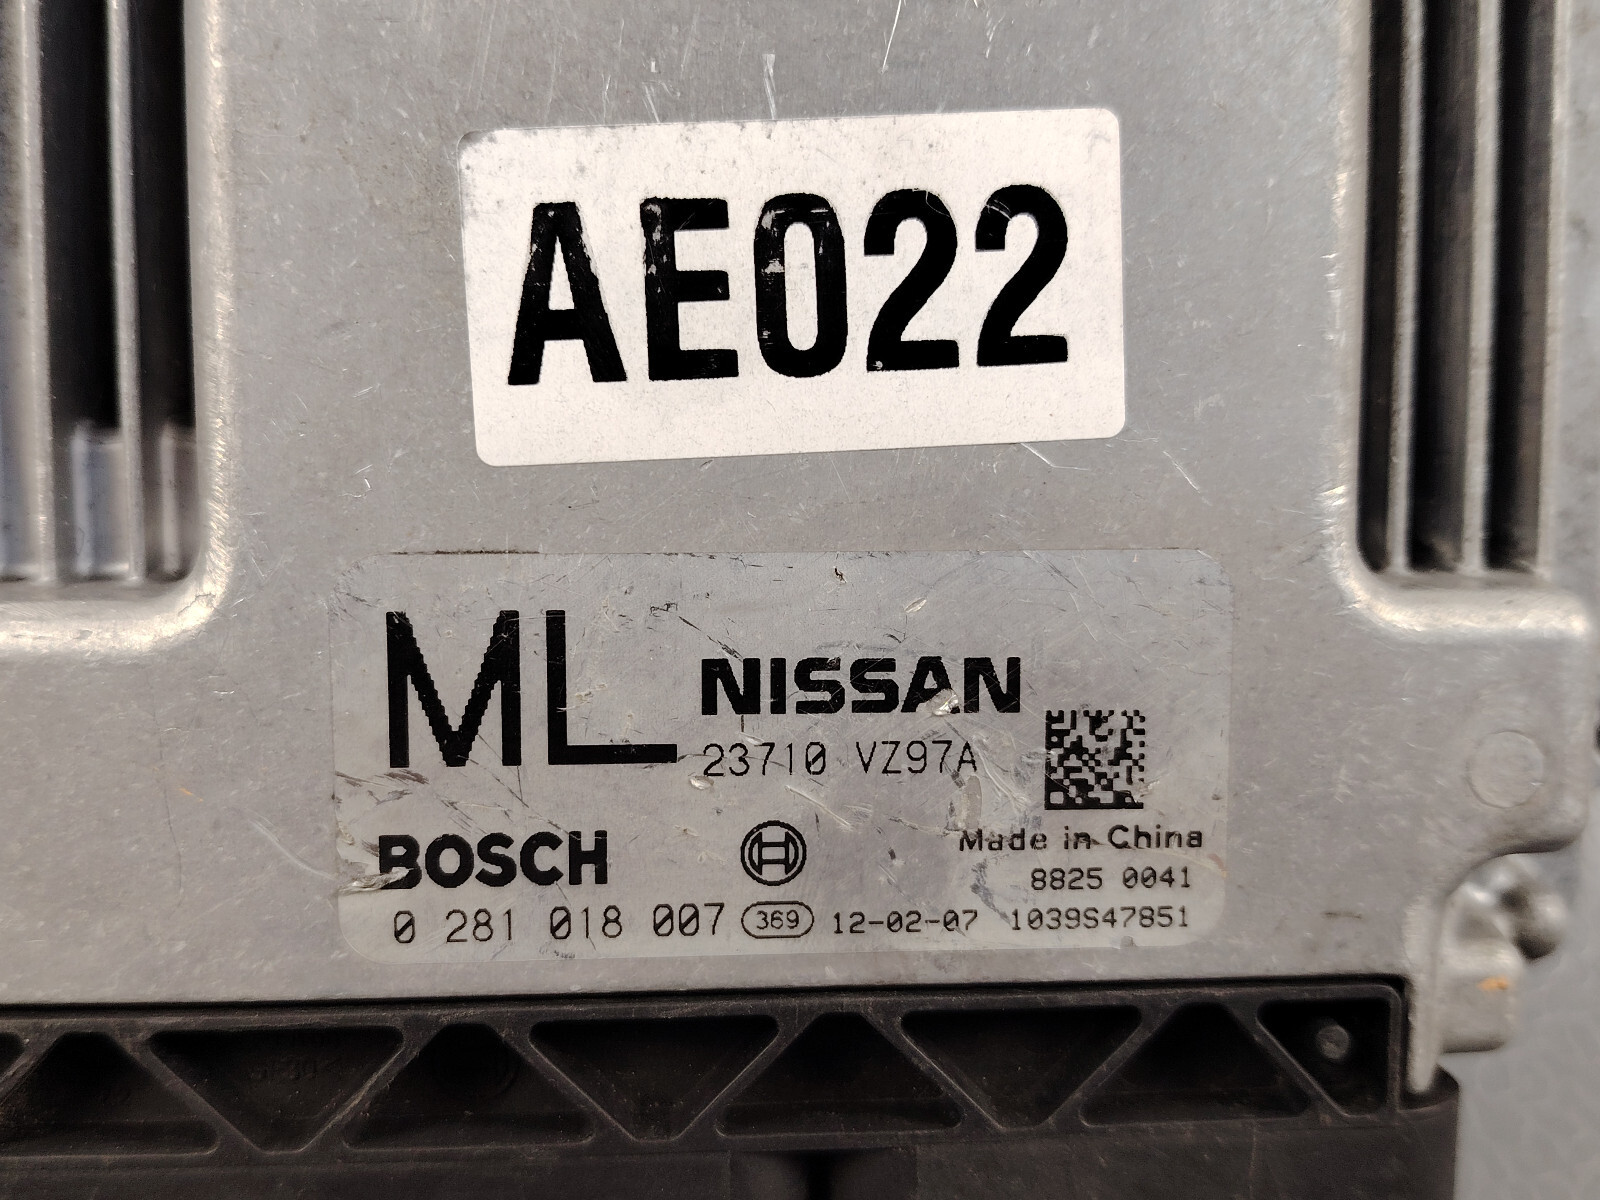 AE022
ML NISSAN
23710 VZ97A
BOSCH Made in China
8825 0041
0 281 018 007 369 12-02-07 1039S47851